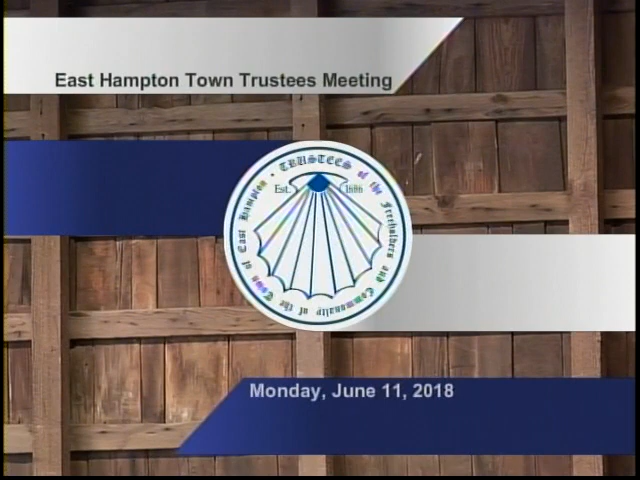 East Hampton Town Trustees Meeting
TRUSTEES of the Freeholders and Commonalty of the Town of East Hampton •
Est. 1686
Monday, June 11, 2018